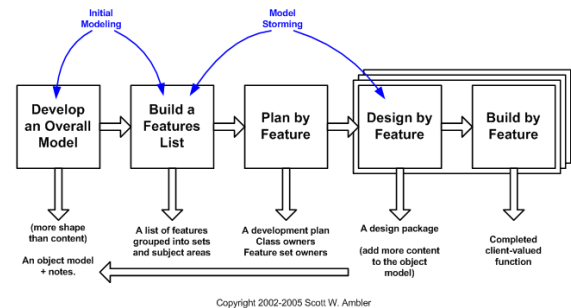 Initial
Modeling
Model
Storming
Develop
an Overall
Model
Build a
Features
List
Plan by
Feature
Design by
Feature
Build by
Feature
(more shape
than content)
An object model
+ notes.
A list of features
grouped into sets
and subject areas
A development plan
Class owners
Feature set owners
A design package
(add more content
to the object
model)
Completed
client-valued
function
Copyright 2002-2005 Scott W. Ambler